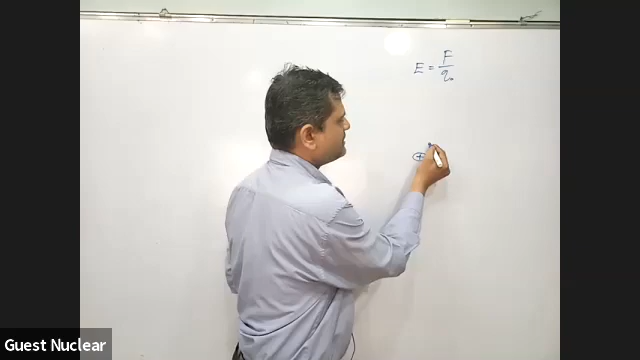 E = F/q₀
+
Guest Nuclear